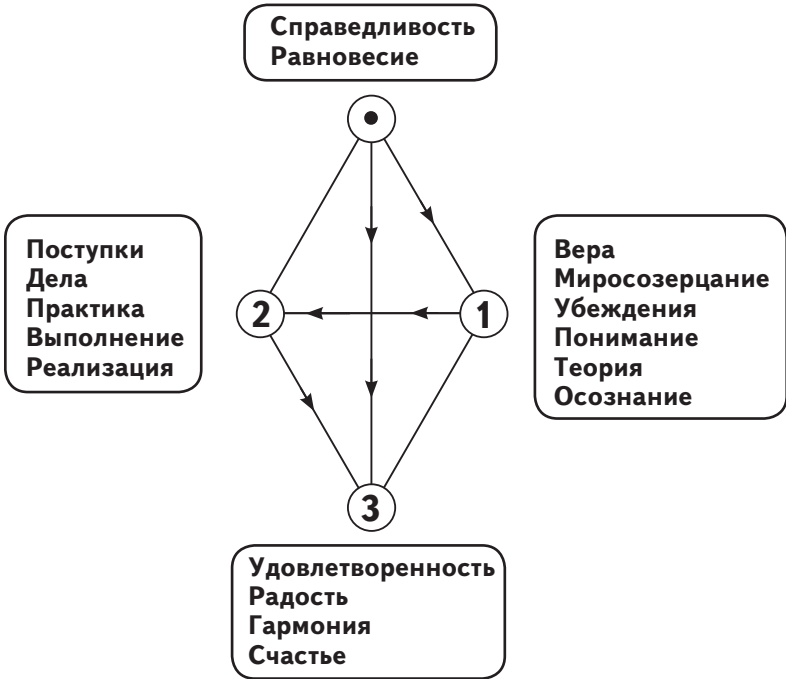 Справедливость
Равновесие
Поступки
Дела
Практика
Выполнение
Реализация
2
1
Вера
Миросозерцание
Убеждения
Понимание
Теория
Осознание
3
Удовлетворенность
Радость
Гармония
Счастье